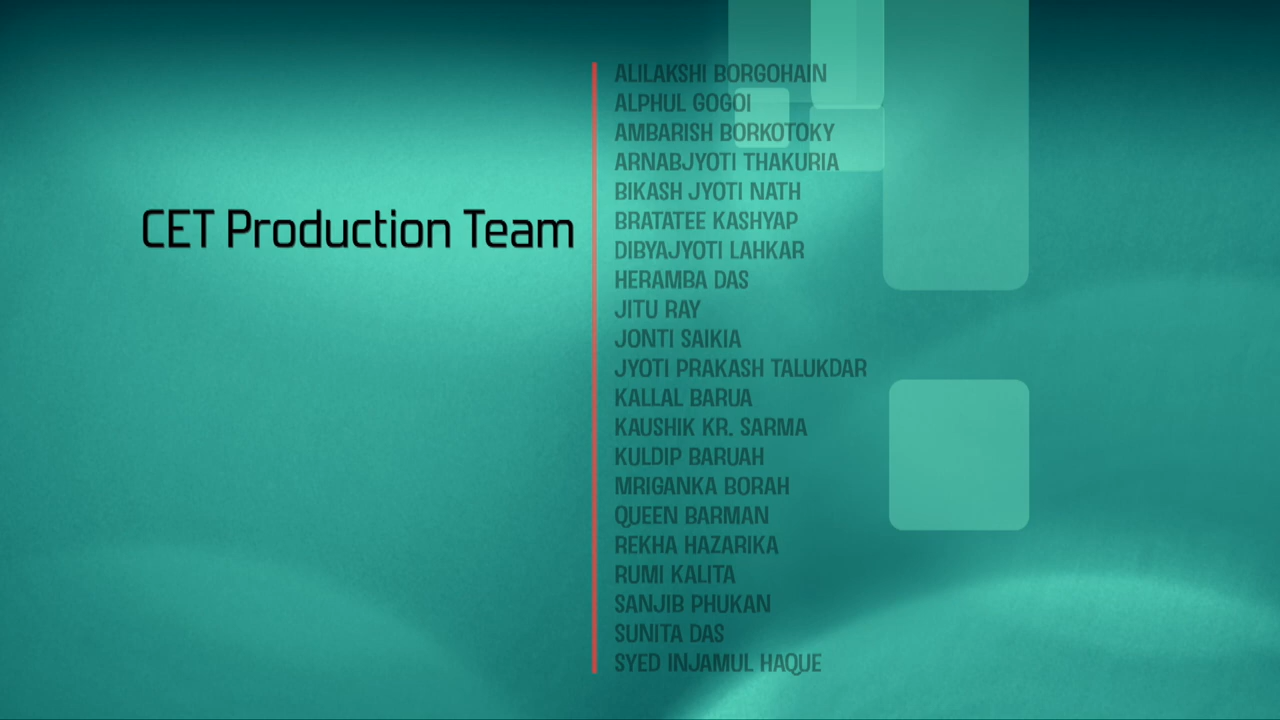 CET Production Team
ALILAKSHI BORGOHAIN
ALPHUL GOGOI
AMBARISH BORKOTOKY
ARNABJYOTI THAKURIA
BIKASH JYOTI NATH
BRATATEE KASHYAP
DIBYAJYOTI LAHKAR
HERAMBA DAS
JITU RAY
JONTI SAIKIA
JYOTI PRAKASH TALUKDAR
KALLAL BARUA
KAUSHIK KR. SARMA
KULDIP BARUAH
MRIGANKA BORAH
QUEEN BARMAN
REKHA HAZARIKA
RUMI KALITA
SANJIB PHUKAN
SUNITA DAS
SYED INJAMUL HAQUE